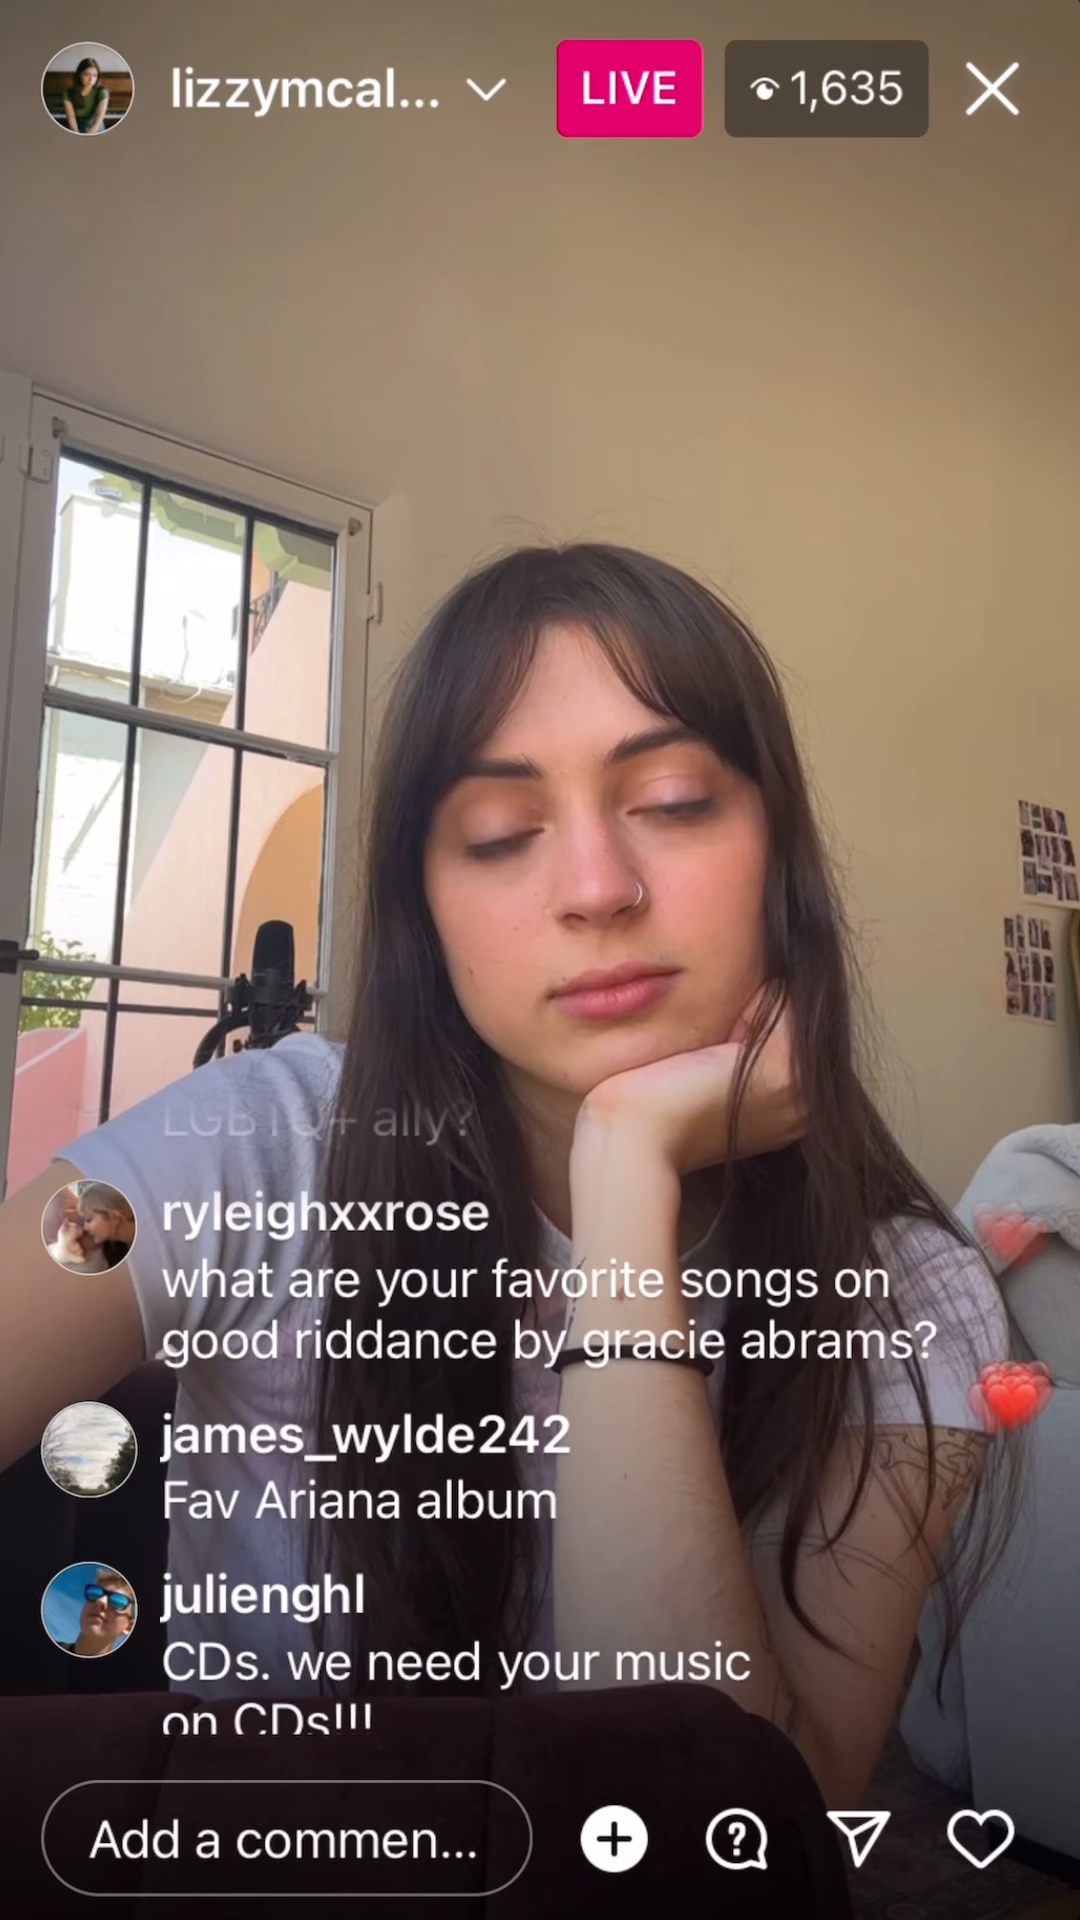 lizzymcal...
LIVE
1,635
LGBTQ+ ally?
ryleighxxrose
what are your favorite songs on
good riddance by gracie abrams?
james_wylde242
Fav Ariana album
julienghl
CDs. we need your music
on CDs!!!
Add a commen...